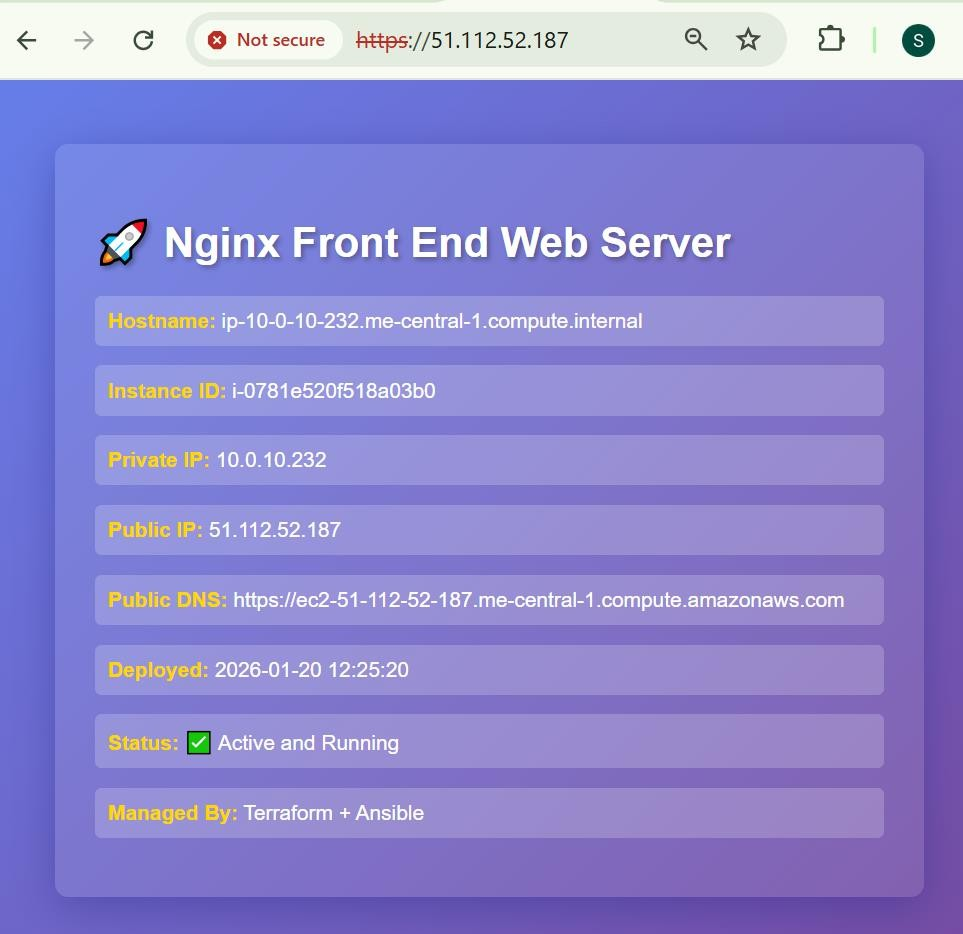 Not secure https://51.112.52.187 S
🚀 Nginx Front End Web Server
Hostname: ip-10-0-10-232.me-central-1.compute.internal
Instance ID: i-0781e520f518a03b0
Private IP: 10.0.10.232
Public IP: 51.112.52.187
Public DNS: https://ec2-51-112-52-187.me-central-1.compute.amazonaws.com
Deployed: 2026-01-20 12:25:20
Status: ✅ Active and Running
Managed By: Terraform + Ansible